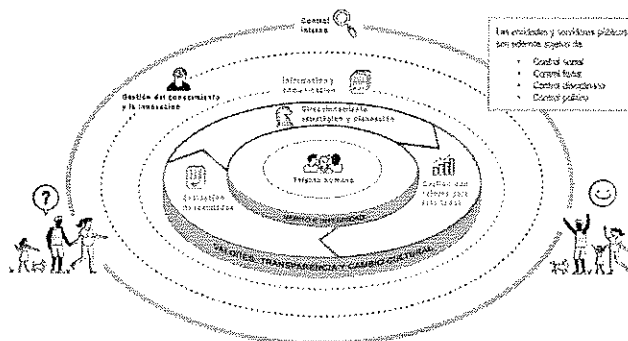 Control
interno
Las entidades y servidores públicos
son además sujetos de
• Control social
• Control fiscal
• Control disciplinario
• Control político
Información y
comunicación
Gestión del conocimiento
y la innovación
Direccionamiento
estratégico y planeación
Talento humano
Evaluación
de resultados
Gestión con
valores para
resultados
VALORES, TRANSPARENCIA Y CAMBIO CULTURAL
?